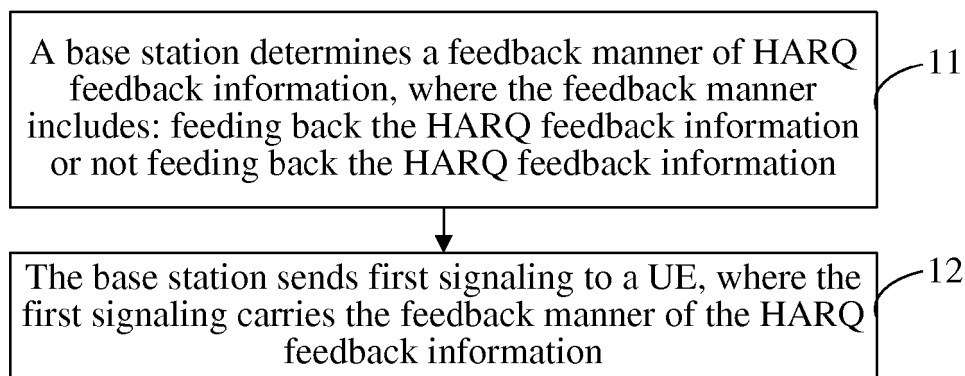 A base station determines a feedback manner of HARQ
feedback information, where the feedback manner
includes: feeding back the HARQ feedback information
or not feeding back the HARQ feedback information
11
The base station sends first signaling to a UE, where the
first signaling carries the feedback manner of the HARQ
feedback information
12